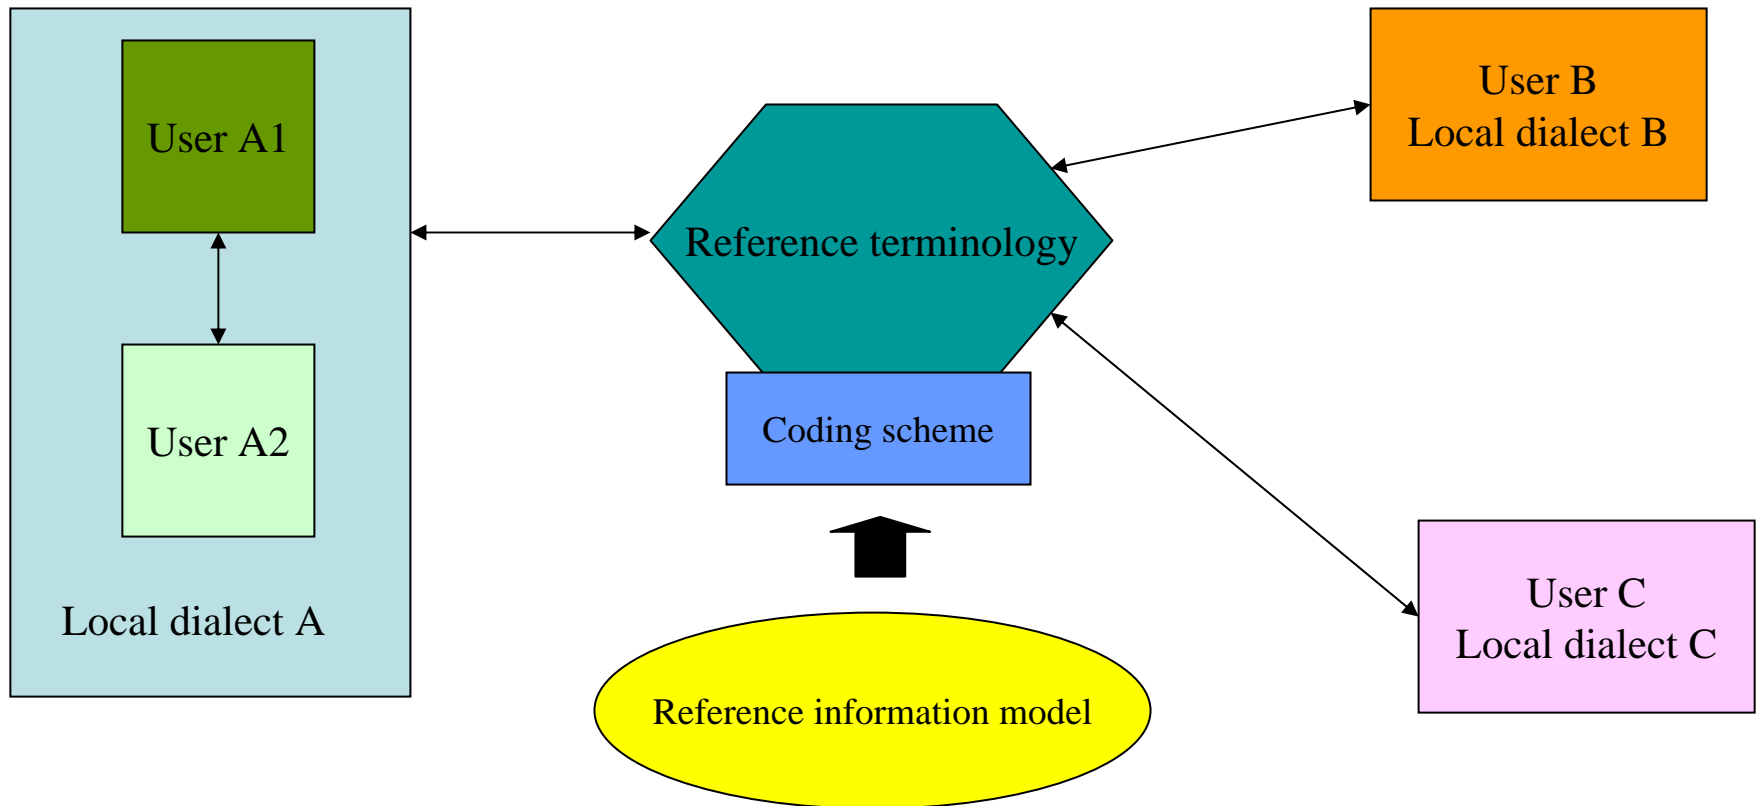 User A1
User A2
Local dialect A
Reference terminology
Coding scheme
Reference information model
User B
Local dialect B
User C
Local dialect C